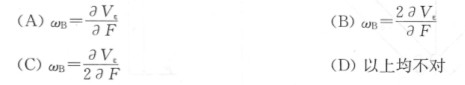 (A) ω_B = ∂V_ε / ∂F (B) ω_B = 2∂V_ε / ∂F
(C) ω_B = ∂V_ε / 2∂F (D) 以上均不对